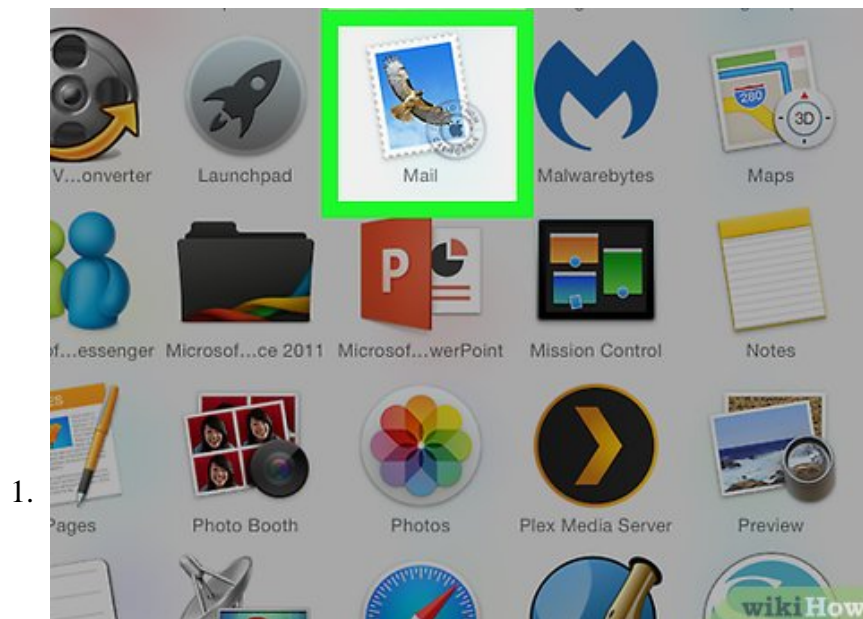 V...onverter Launchpad Mail Malwarebytes Maps
280
3D
of...essenger Microsof...ce 2011 Microsof...werPoint Mission Control Notes
P
Pages Photo Booth Photos Plex Media Server Preview
1.
wikiHow